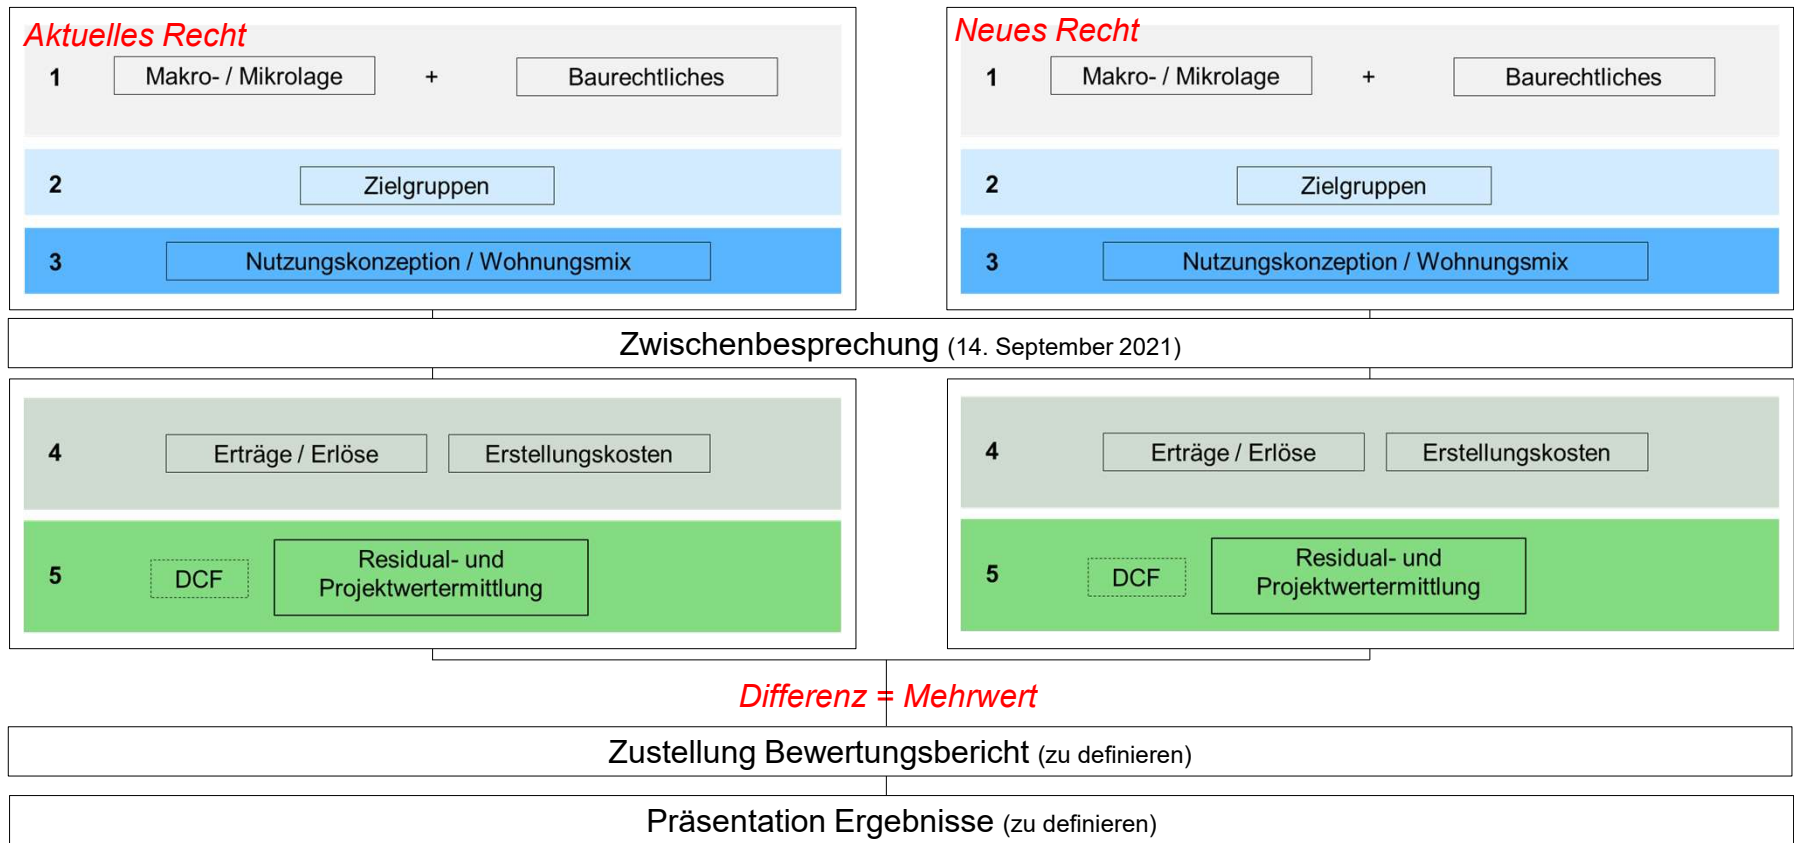 Aktuelles Recht
1 Makro- / Mikrolage + Baurechtliches
2 Zielgruppen
3 Nutzungskonzeption / Wohnungsmix
Neues Recht
1 Makro- / Mikrolage + Baurechtliches
2 Zielgruppen
3 Nutzungskonzeption / Wohnungsmix
Zwischenbesprechung (14. September 2021)
4 Erträge / Erlöse Erstellungskosten
5 DCF Residual- und
Projektwertermittlung
4 Erträge / Erlöse Erstellungskosten
5 DCF Residual- und
Projektwertermittlung
Differenz = Mehrwert
Zustellung Bewertungsbericht (zu definieren)
Präsentation Ergebnisse (zu definieren)